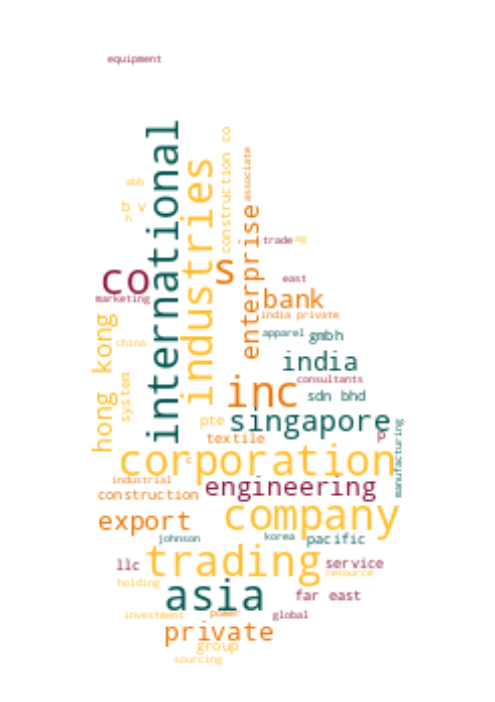 equipment
international
industries
construction co
associate
abb
b v
h
enterprise
trade
ag
s
co
east
marketing
bank
india private
hong kong
apparel
gmbh
china
india
system
consultants
inc
sdn bhd
pte
singapore
manufacturing
textile
p
corporation
c
industrial
engineering
construction
company
export
johnson
korea
pacific
trading
llc
service
resource
holding
asia
far east
investment
power
global
private
group
sourcing